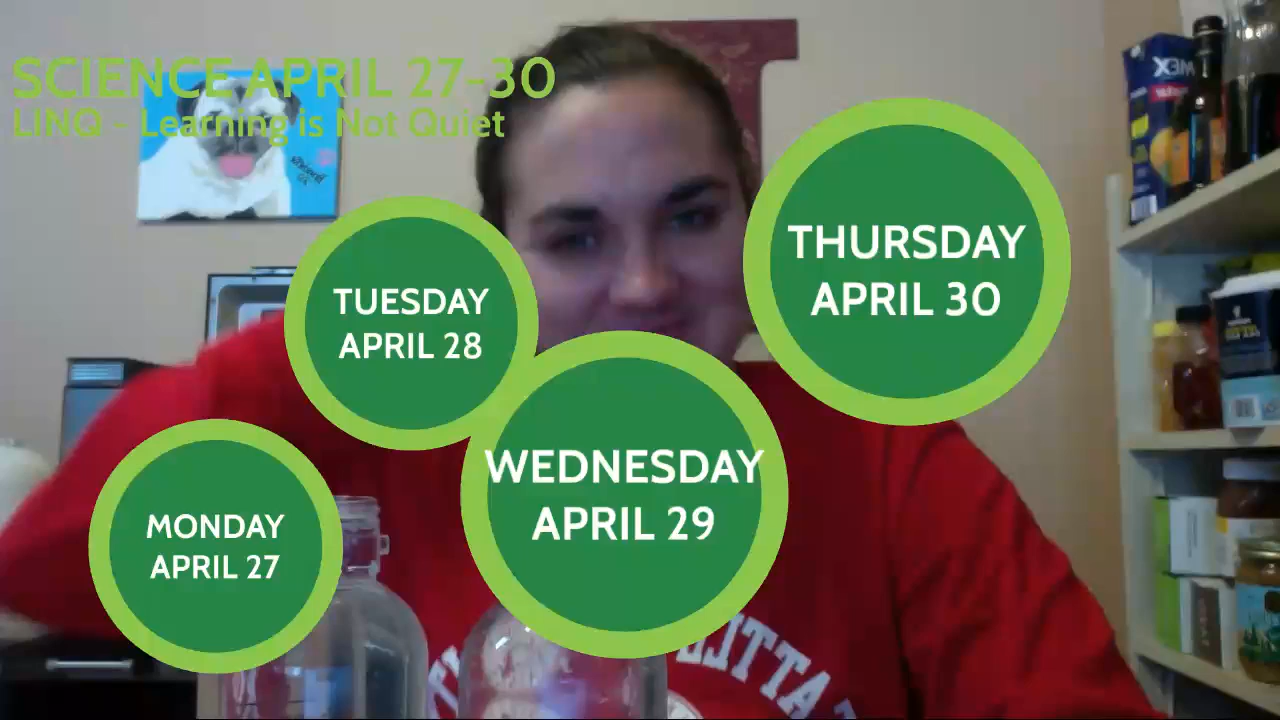 SCIENCE APRIL 27-30
LINQ - Learning is Not Quiet
THURSDAY
APRIL 30
TUESDAY
APRIL 28
WEDNESDAY
APRIL 29
MONDAY
APRIL 27